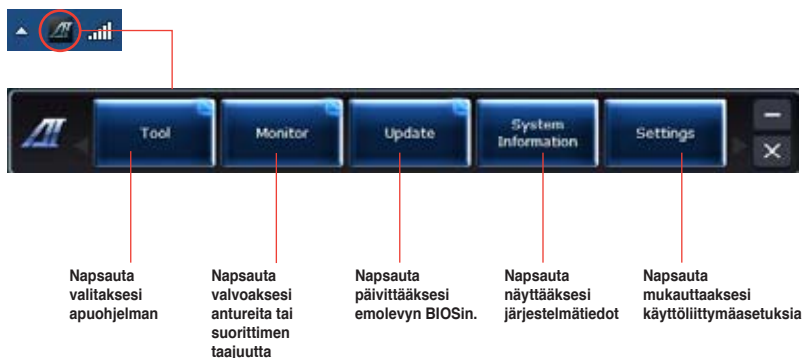 Tool
Monitor
Update
System
Information
Settings
Napsauta
valitaksesi
apuohjelman
Napsauta
valvoaksesi
antureita tai
suorittimen
taajuutta
Napsauta
päivittääksesi
emolevyn BIOSin.
Napsauta
näyttääksesi
järjestelmätiedot
Napsauta
mukauttaaksesi
käyttöliittymäasetuksia